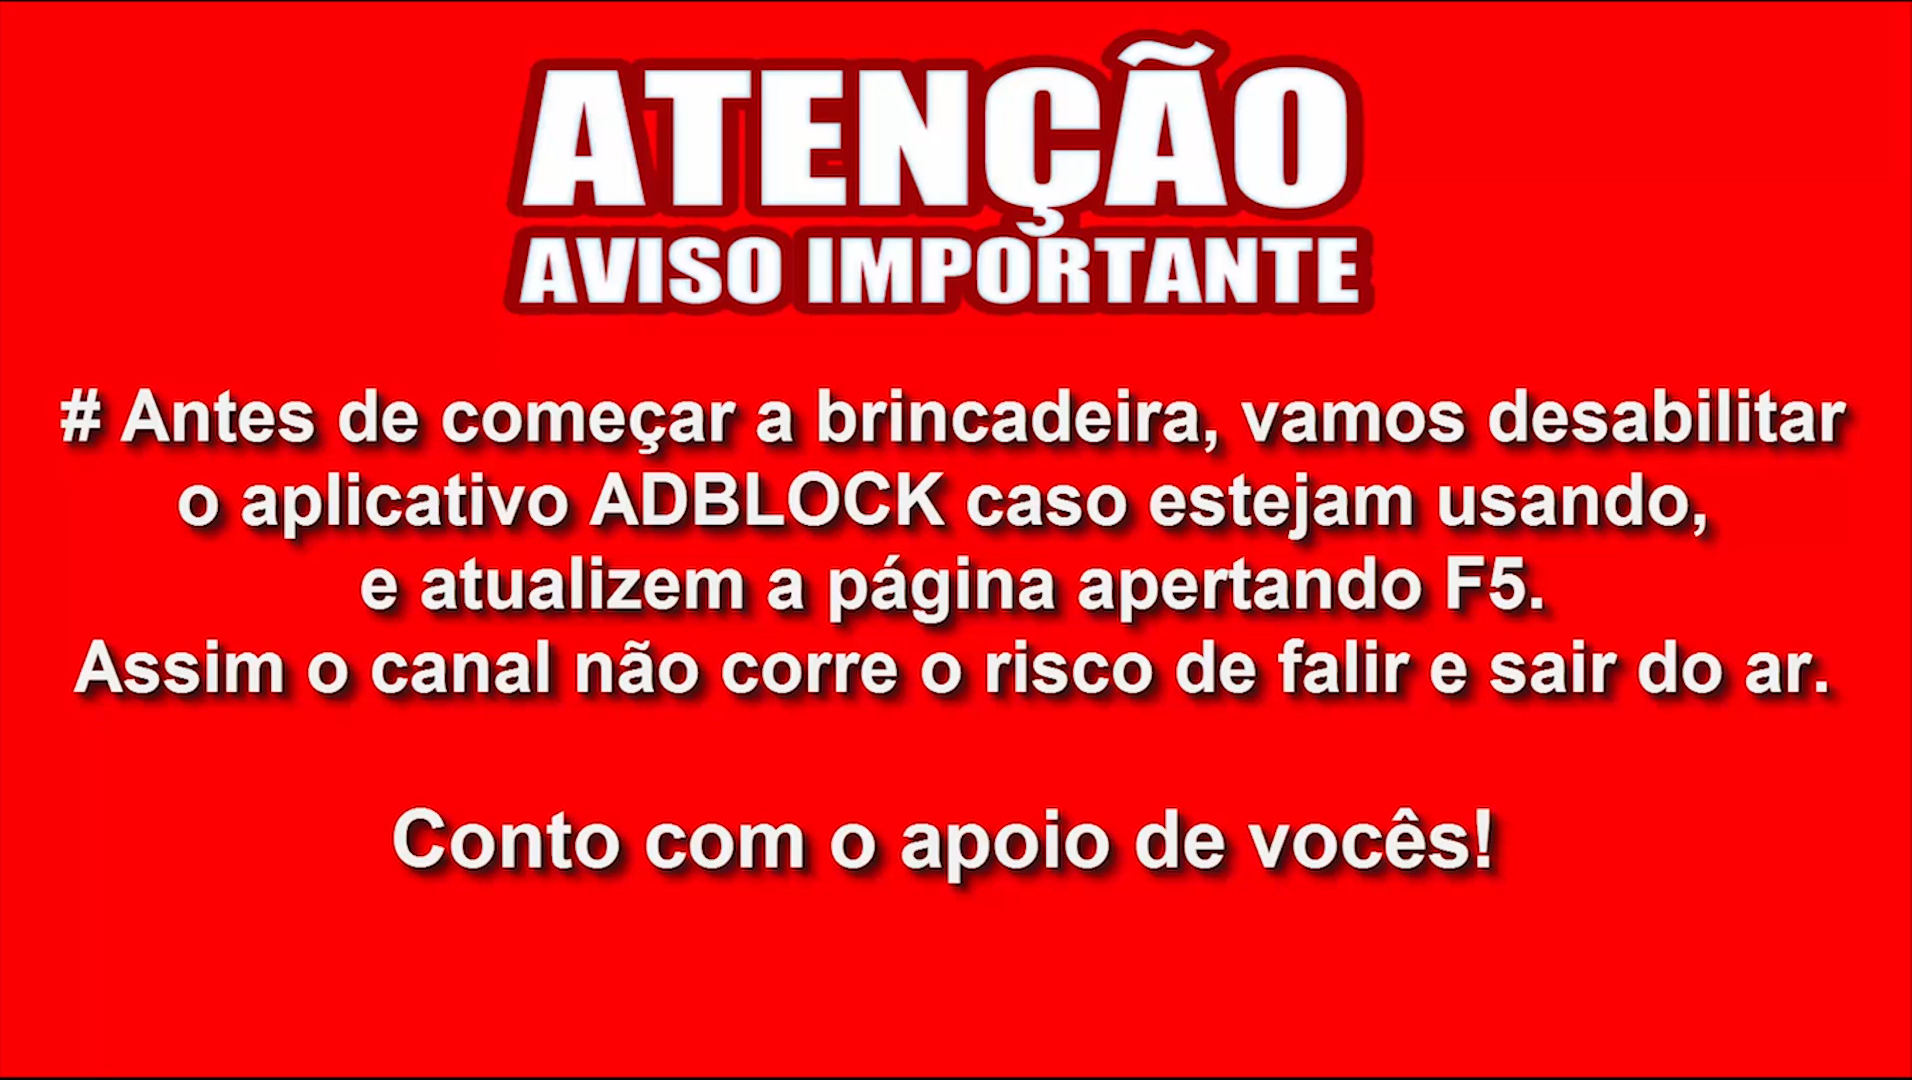 ATENÇÃO
AVISO IMPORTANTE
# Antes de começar a brincadeira, vamos desabilitar
o aplicativo ADBLOCK caso estejam usando,
e atualizem a página apertando F5.
Assim o canal não corre o risco de falir e sair do ar.
Conto com o apoio de vocês!